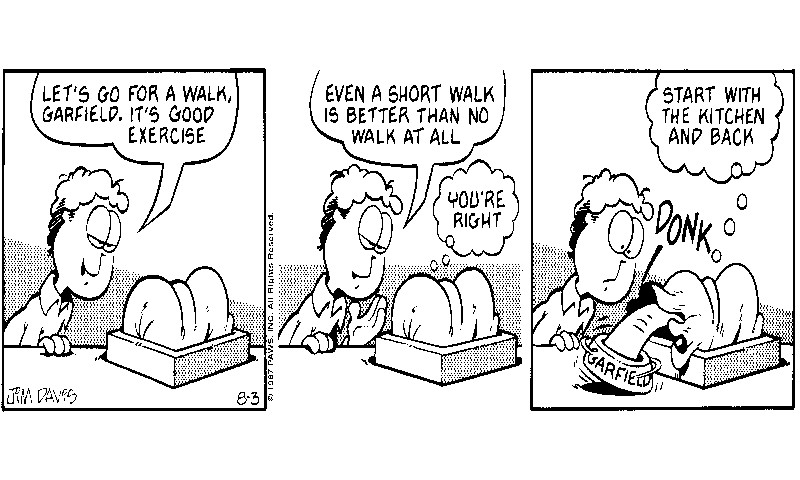 LET'S GO FOR A WALK,
GARFIELD. IT'S GOOD
EXERCISE
JIM DAVIS
8-3
© 1987 PAWS, INC. All Rights Reserved.
EVEN A SHORT WALK
IS BETTER THAN NO
WALK AT ALL
YOU'RE
RIGHT
START WITH
THE KITCHEN
AND BACK
DONK
GARFIELD